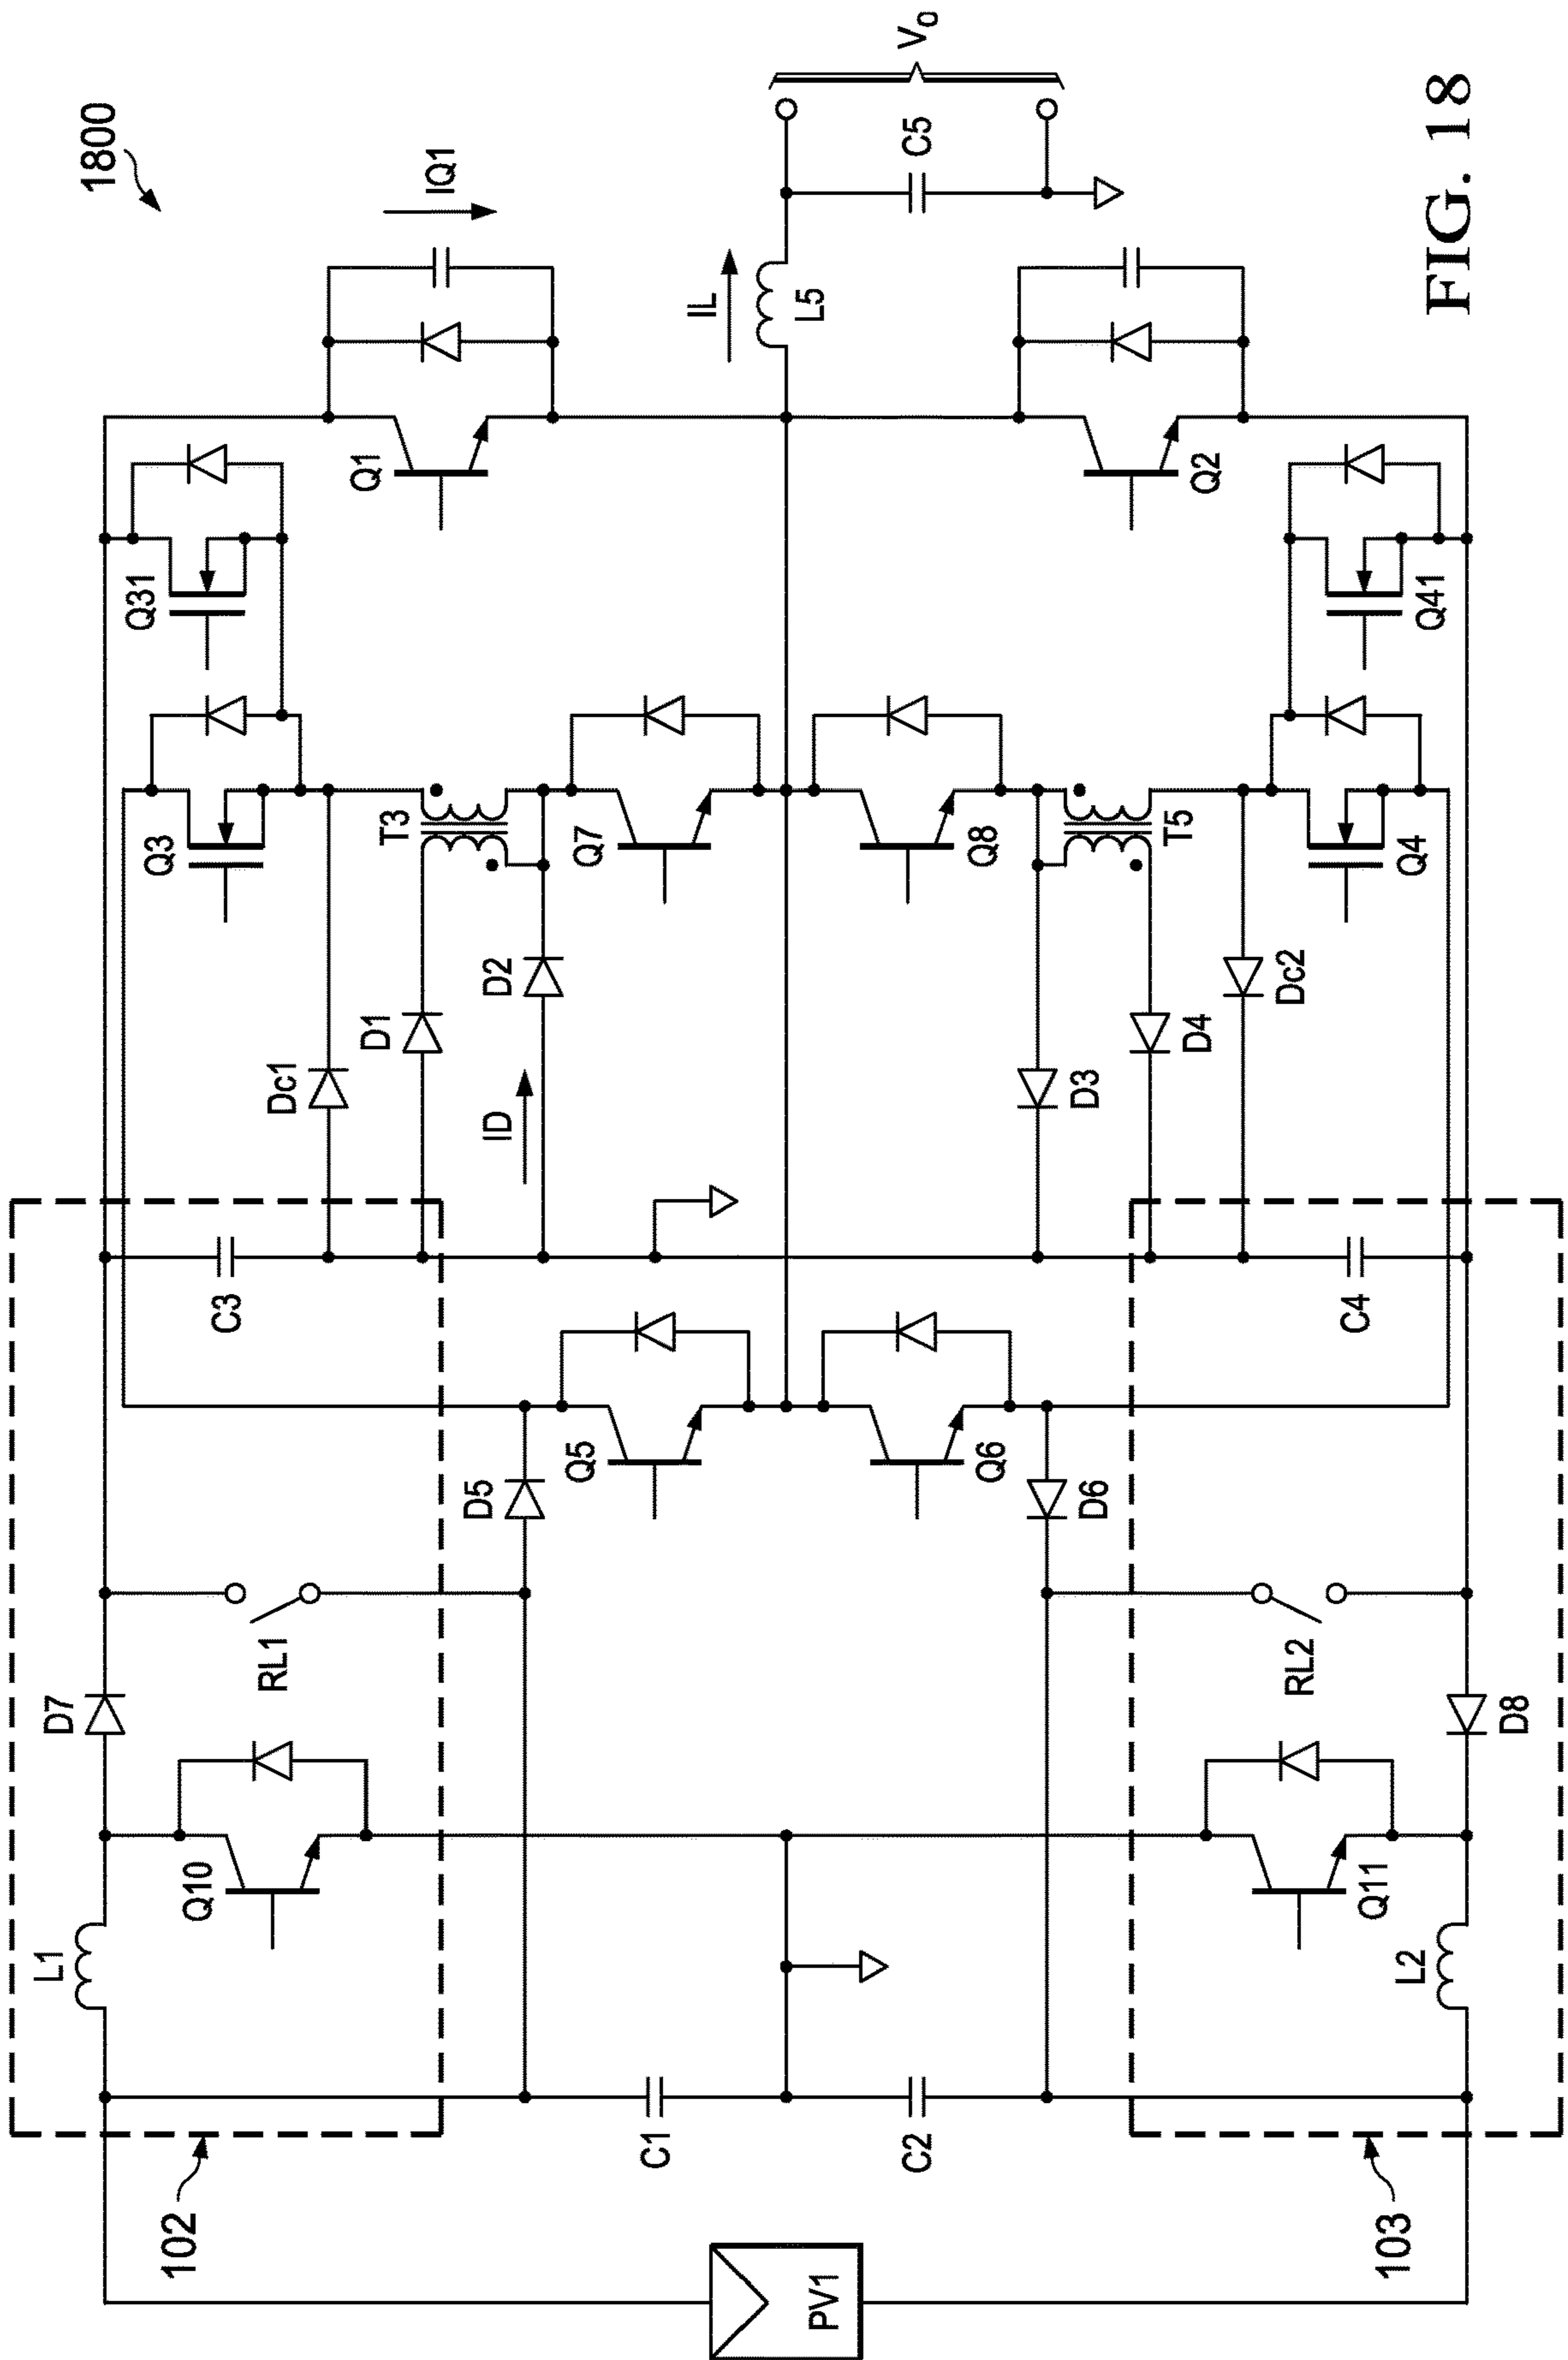 1800
IQ1
Q31
Q1
Q3
IL
L5
C5
Vo
T3
Q7
Dc1
D1
D2
ID
Q8
T5
Q2
Q41
Q4
D3
D4
Dc2
C3
C4
D5
Q5
Q6
D6
D7
RL1
RL2
D8
L1
Q10
Q11
L2
102
C1
C2
103
PV1
FIG. 18